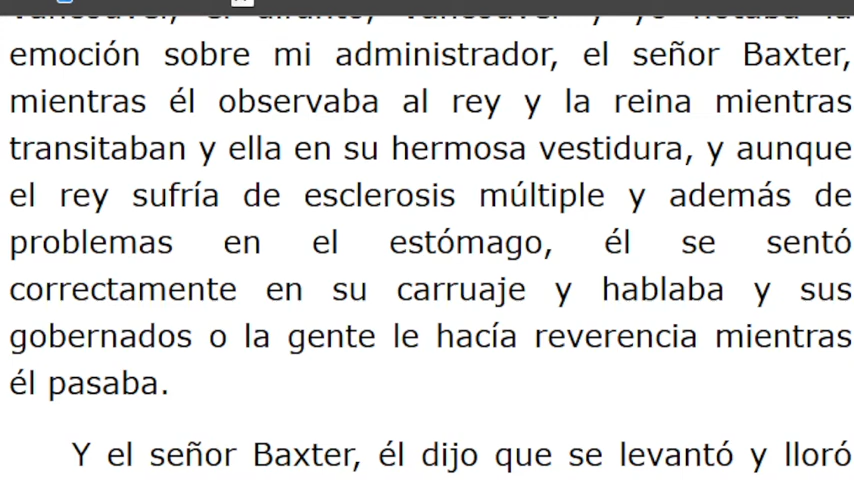 emoción sobre mi administrador, el señor Baxter,
mientras él observaba al rey y la reina mientras
transitaban y ella en su hermosa vestidura, y aunque
el rey sufría de esclerosis múltiple y además de
problemas en el estómago, él se sentó
correctamente en su carruaje y hablaba y sus
gobernados o la gente le hacía reverencia mientras
él pasaba.
Y el señor Baxter, él dijo que se levantó y lloró